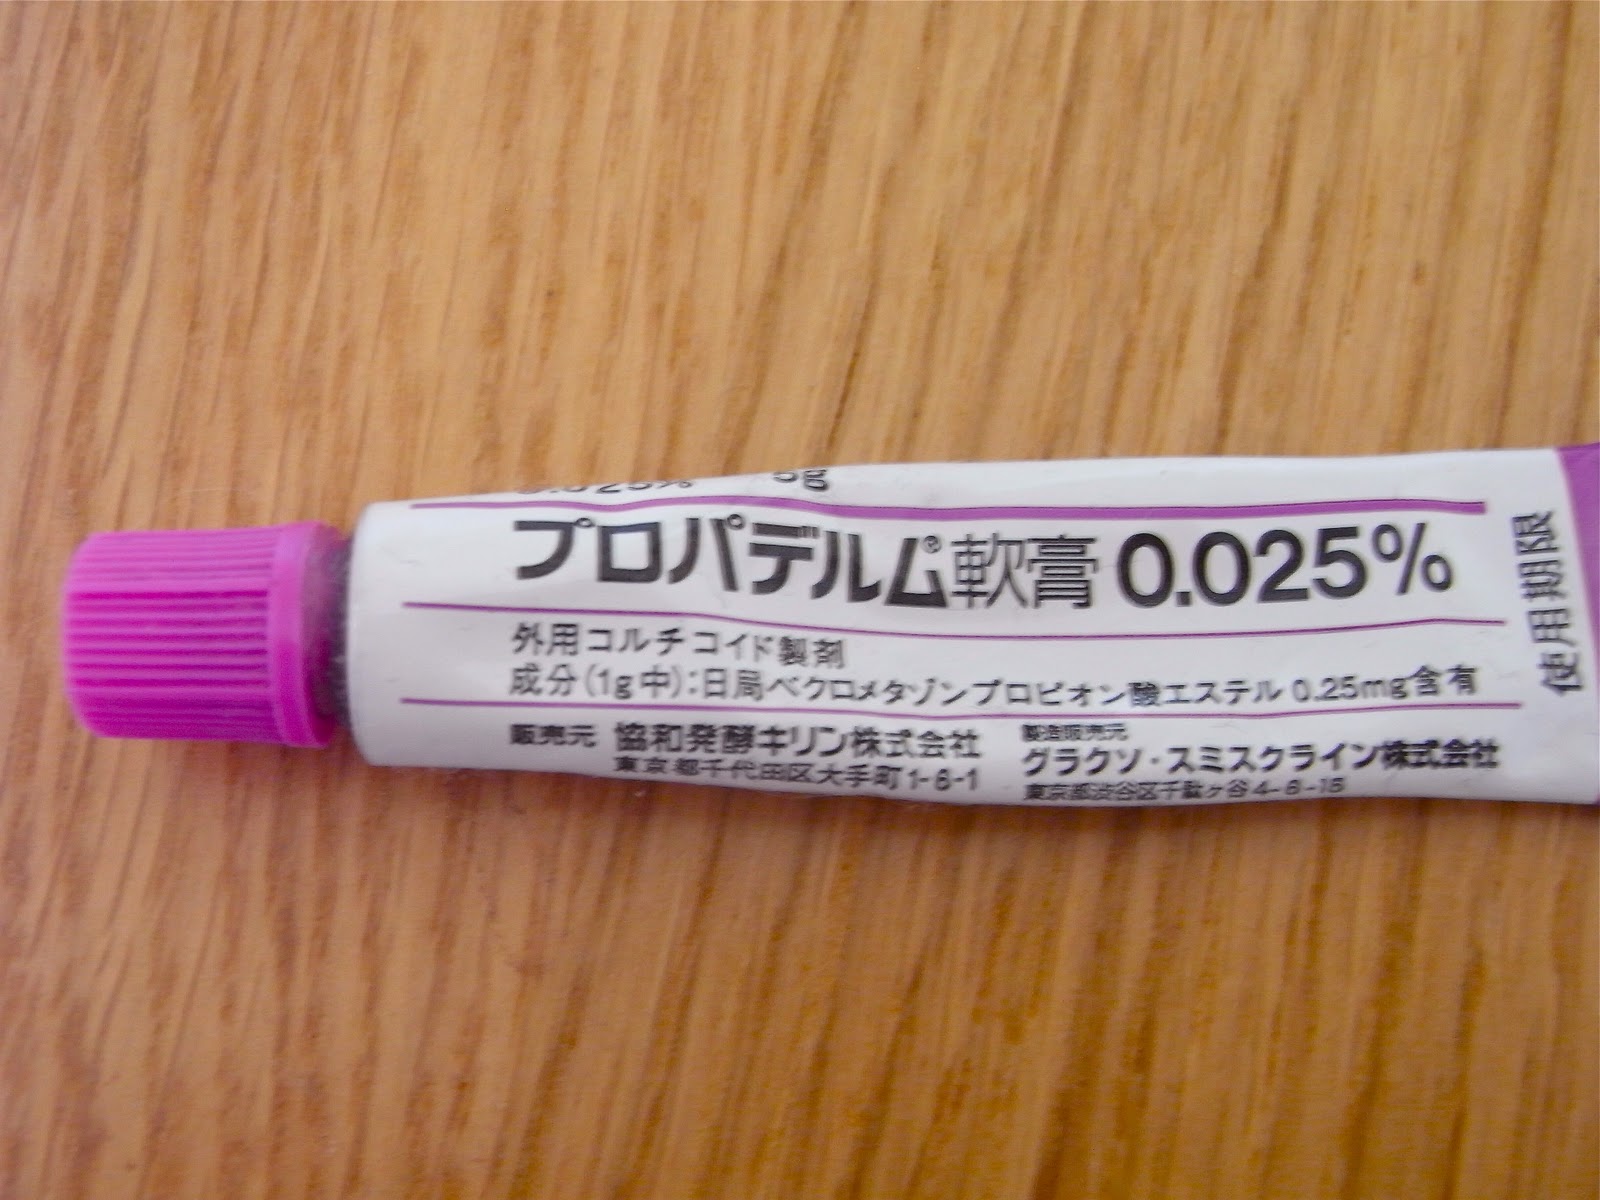 0.025% 5g
プロパデルム®軟膏 0.025%
外用コルチコイド製剤
成分(1g中):日局ベクロメタゾンプロピオン酸エステル 0.25mg含有
販売元 協和発酵キリン株式会社
東京都千代田区大手町1-6-1
製造販売元
グラクソ・スミスクライン株式会社
東京都渋谷区千駄ヶ谷4-6-15
使用期限